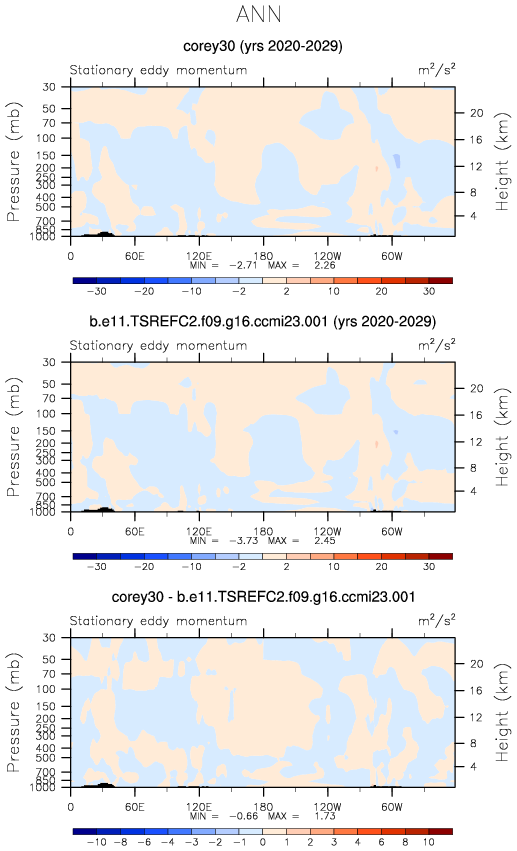 ANN
corey30 (yrs 2020-2029)
Stationary eddy momentum m²/s²
Pressure (mb)
30
50
70
100
150
200
250
300
400
500
700
850
1000
Height (km)
20
16
12
8
4
0 60E 120E 180 120W 60W
MIN = -2.71 MAX = 2.26
-30 -20 -10 -2 2 10 20 30
b.e11.TSREFC2.f09.g16.ccmi23.001 (yrs 2020-2029)
Stationary eddy momentum m²/s²
Pressure (mb)
30
50
70
100
150
200
250
300
400
500
700
850
1000
Height (km)
20
16
12
8
4
0 60E 120E 180 120W 60W
MIN = -3.73 MAX = 2.45
-30 -20 -10 -2 2 10 20 30
corey30 - b.e11.TSREFC2.f09.g16.ccmi23.001
Stationary eddy momentum m²/s²
Pressure (mb)
30
50
70
100
150
200
250
300
400
500
700
850
1000
Height (km)
20
16
12
8
4
0 60E 120E 180 120W 60W
MIN = -0.66 MAX = 1.73
-10 -8 -6 -4 -3 -2 -1 0 1 2 3 4 6 8 10